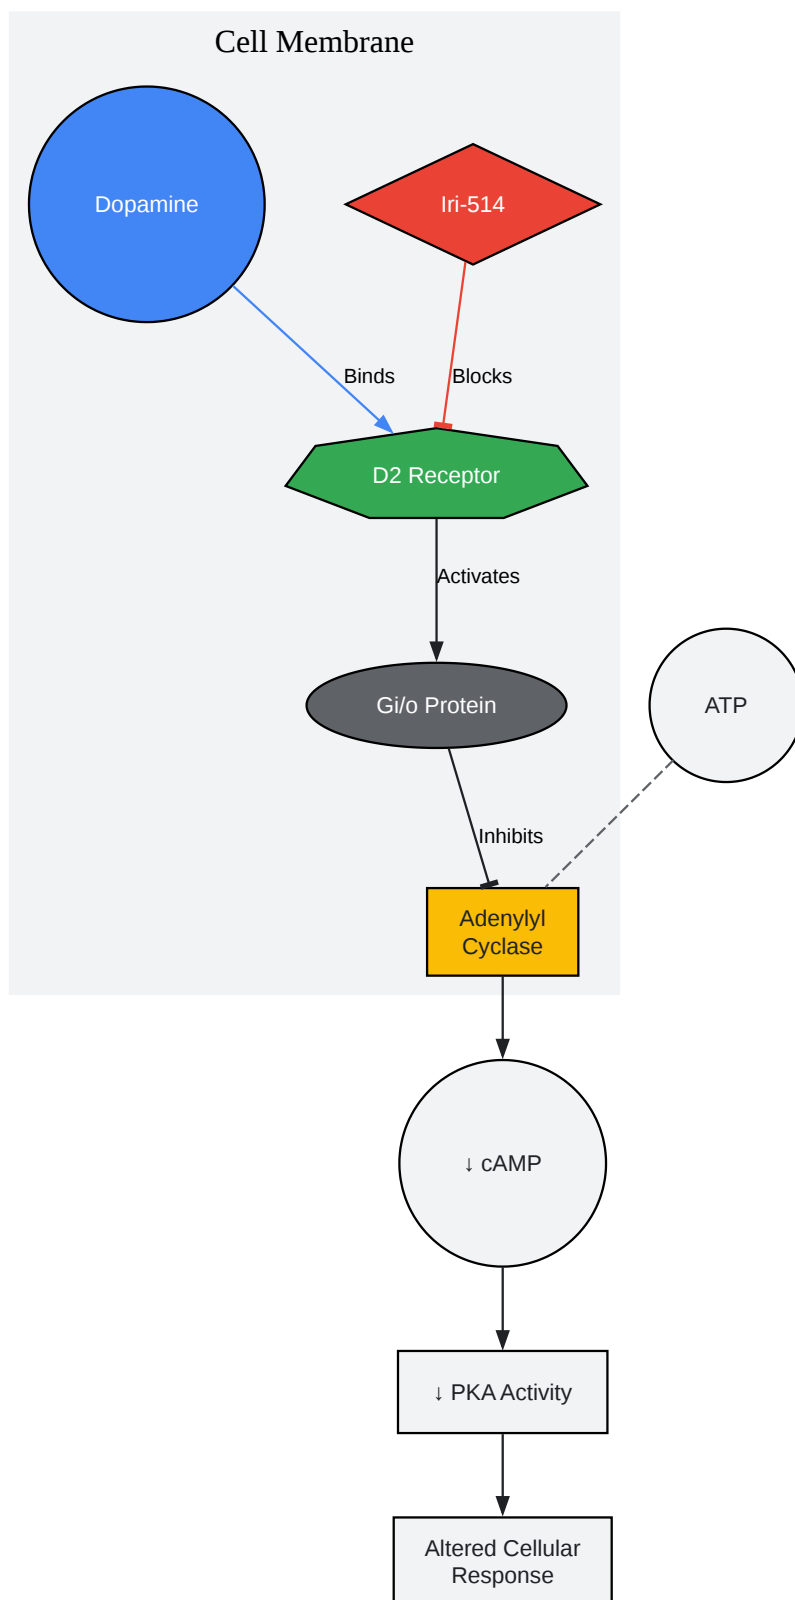 Cell Membrane
Dopamine
Iri-514
Binds
Blocks
D2 Receptor
Activates
Gi/o Protein
ATP
Inhibits
Adenylyl
Cyclase
↓ cAMP
↓ PKA Activity
Altered Cellular
Response